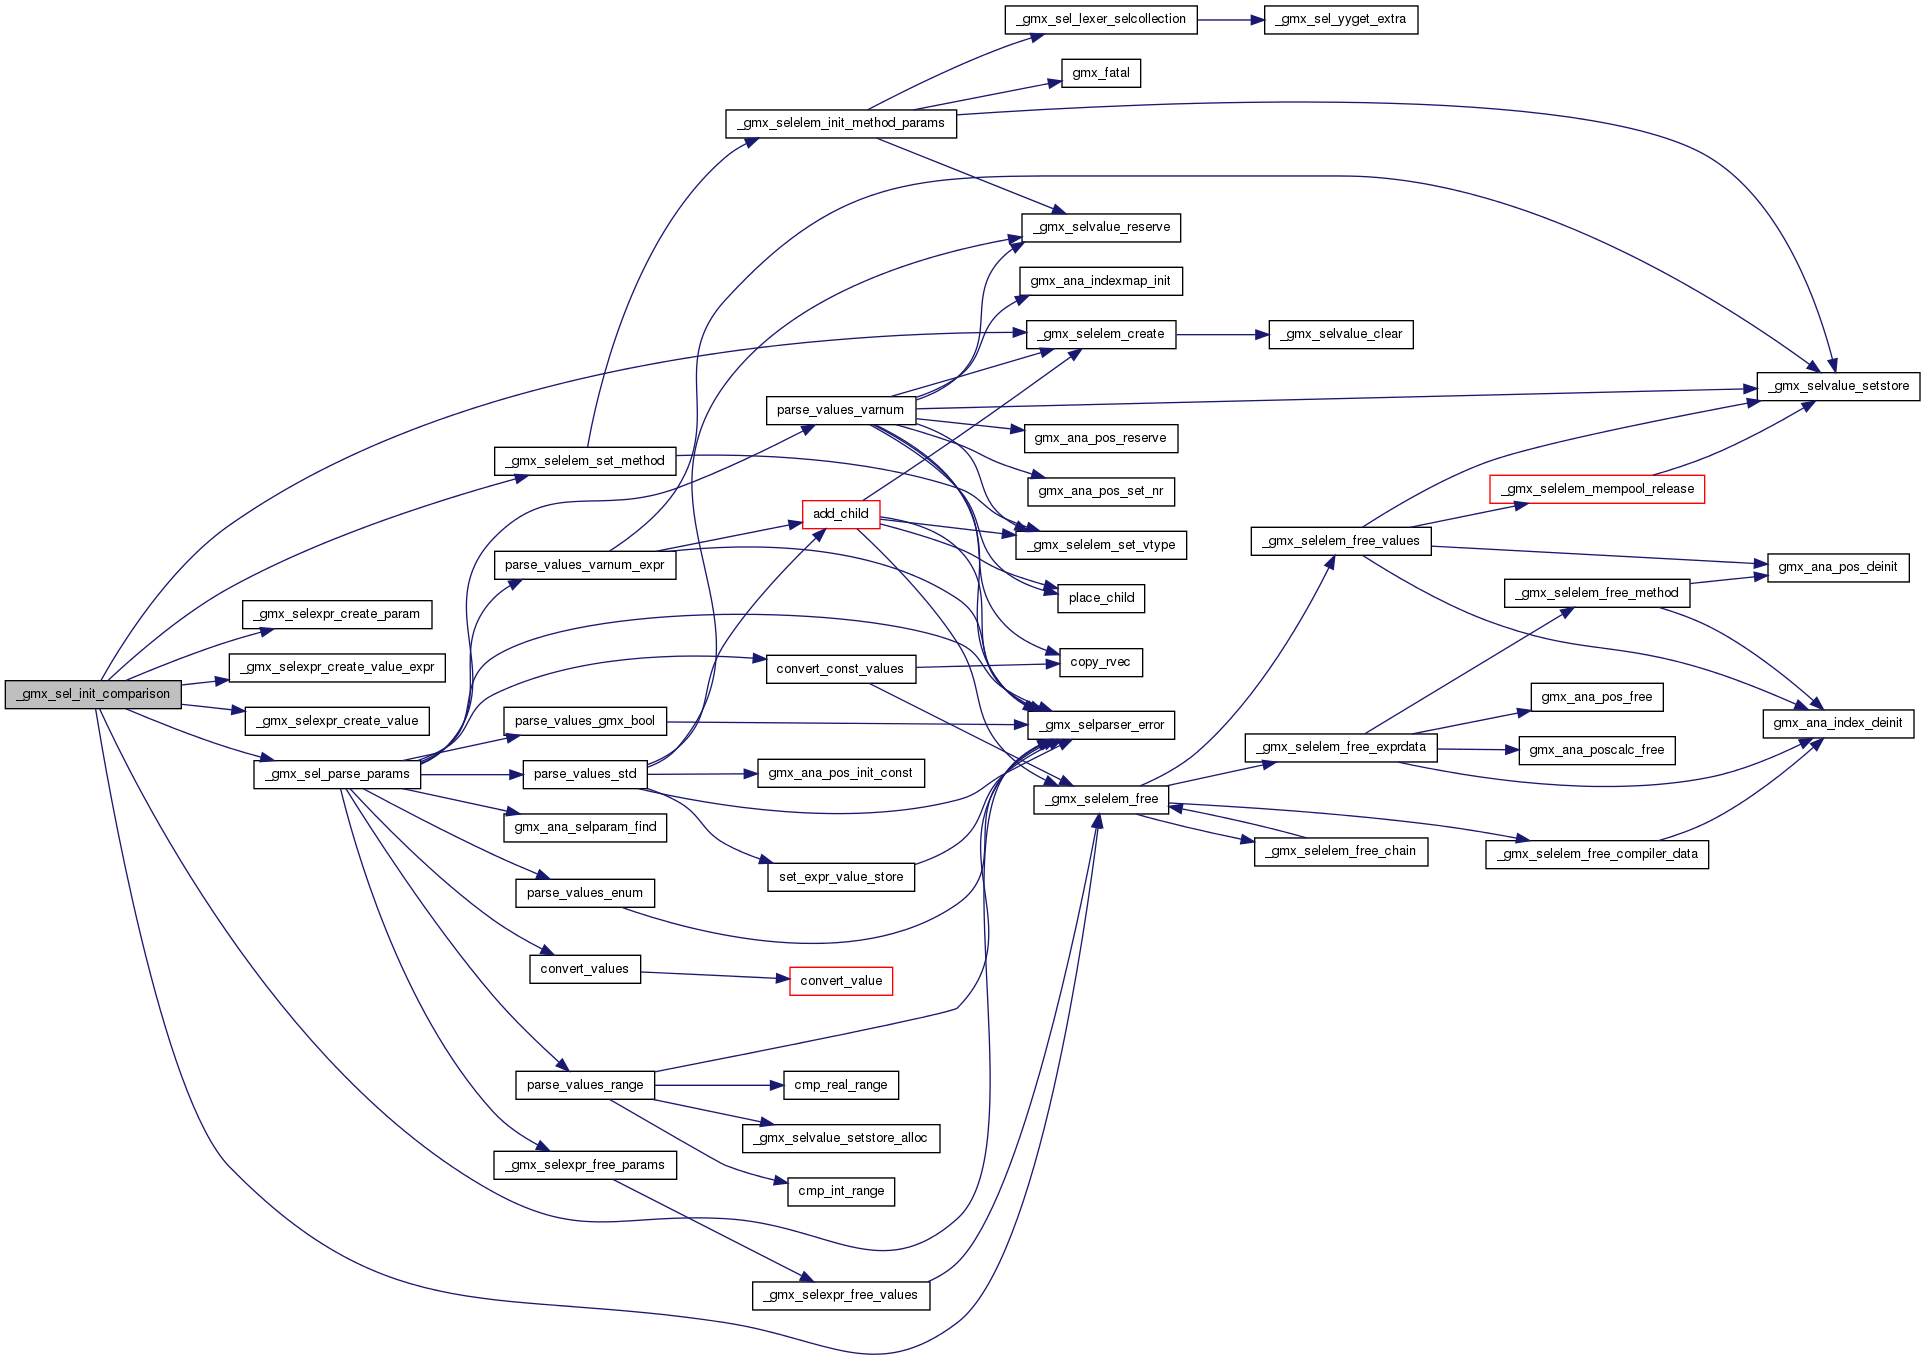 _gmx_sel_lexer_selcollection
_gmx_sel_yyget_extra
gmx_fatal
_gmx_selelem_init_method_params
_gmx_selvalue_reserve
gmx_ana_indexmap_init
_gmx_selelem_create
_gmx_selvalue_clear
_gmx_selvalue_setstore
parse_values_varnum
gmx_ana_pos_reserve
_gmx_selelem_set_method
gmx_ana_pos_set_nr
_gmx_selelem_mempool_release
add_child
_gmx_selelem_set_vtype
_gmx_selelem_free_values
parse_values_varnum_expr
gmx_ana_pos_deinit
_gmx_selelem_free_method
place_child
_gmx_selexpr_create_param
copy_rvec
convert_const_values
_gmx_selexpr_create_value_expr
_gmx_sel_init_comparison
gmx_ana_pos_free
_gmx_selexpr_create_value
parse_values_gmx_bool
_gmx_selparser_error
gmx_ana_index_deinit
_gmx_selelem_free_exprdata
gmx_ana_poscalc_free
_gmx_sel_parse_params
parse_values_std
gmx_ana_pos_init_const
_gmx_selelem_free
gmx_ana_selparam_find
_gmx_selelem_free_chain
_gmx_selelem_free_compiler_data
set_expr_value_store
parse_values_enum
convert_values
convert_value
parse_values_range
cmp_real_range
_gmx_selvalue_setstore_alloc
_gmx_selexpr_free_params
cmp_int_range
_gmx_selexpr_free_values